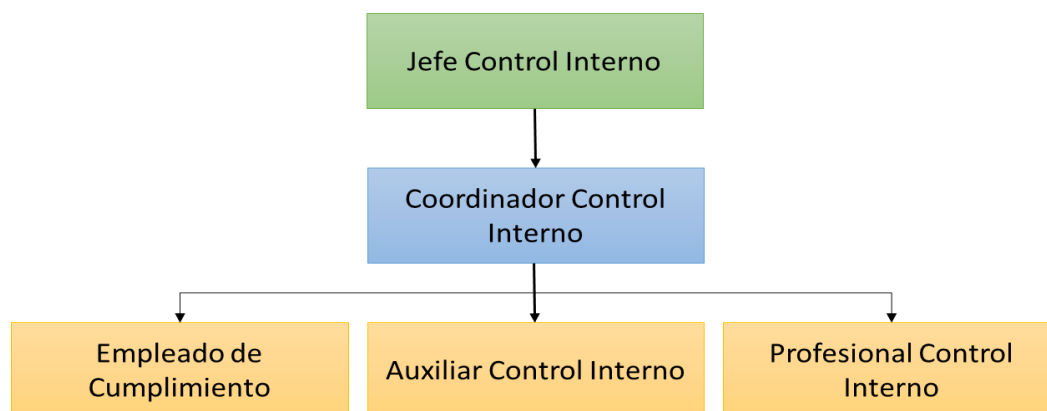 Jefe Control Interno
Coordinador Control
Interno
Empleado de
Cumplimiento
Auxiliar Control Interno
Profesional Control
Interno